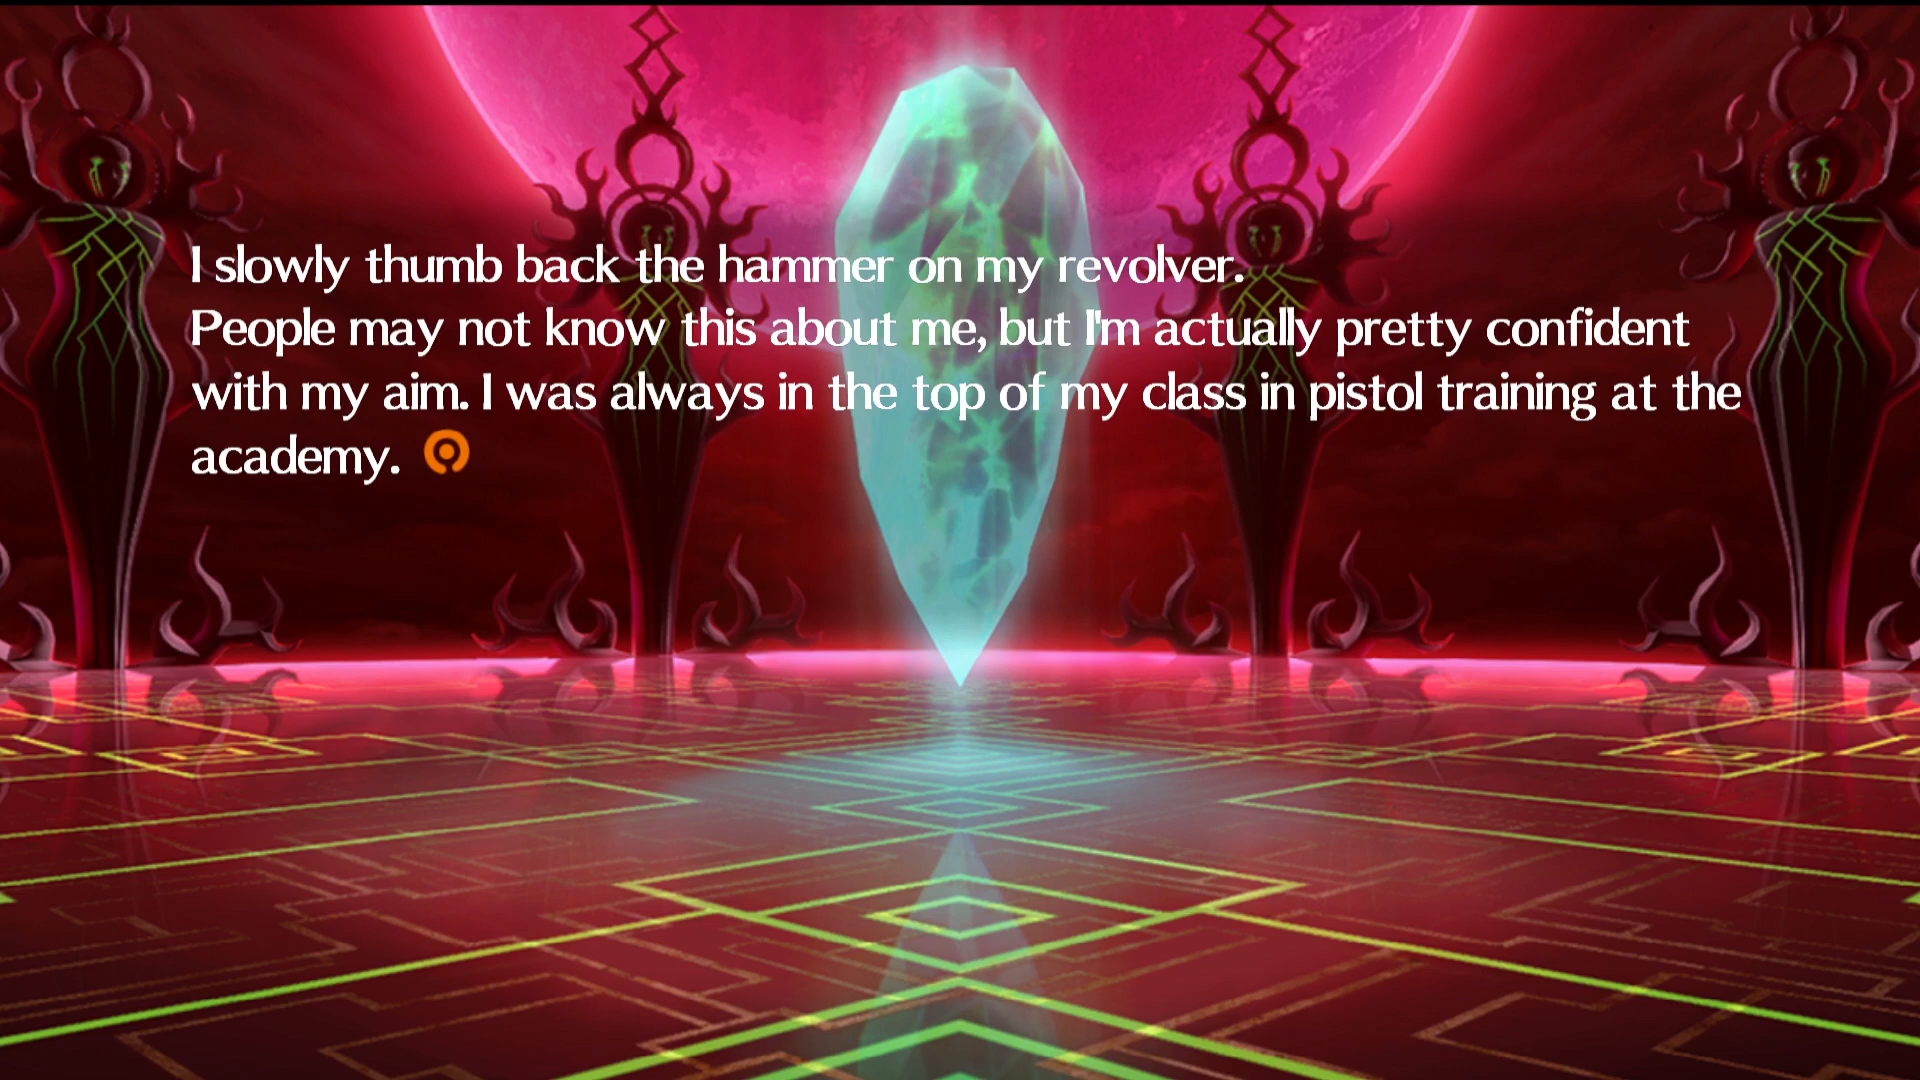 I slowly thumb back the hammer on my revolver.
People may not know this about me, but I'm actually pretty confident
with my aim. I was always in the top of my class in pistol training at the
academy.